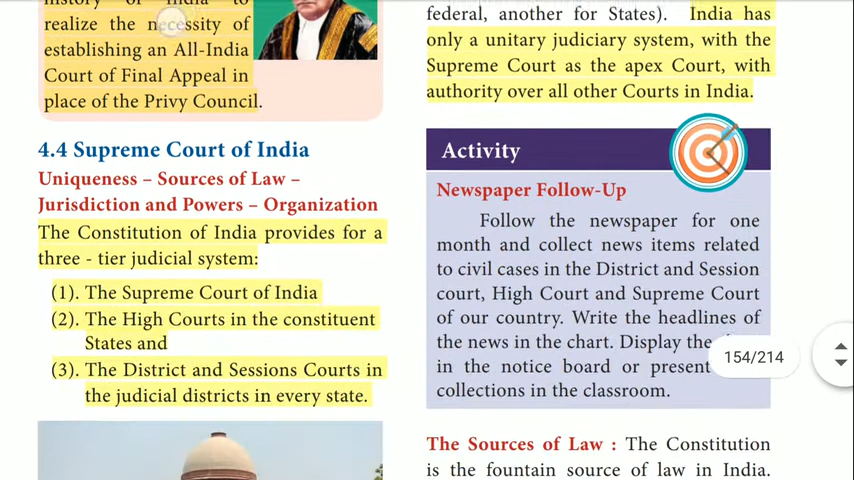 history of India to
realize the necessity of
establishing an All-India
Court of Final Appeal in
place of the Privy Council.
4.4 Supreme Court of India
Uniqueness – Sources of Law –
Jurisdiction and Powers – Organization
The Constitution of India provides for a
three - tier judicial system:
(1). The Supreme Court of India
(2). The High Courts in the constituent
States and
(3). The District and Sessions Courts in
the judicial districts in every state.
federal, another for States). India has
only a unitary judiciary system, with the
Supreme Court as the apex Court, with
authority over all other Courts in India.
Activity
Newspaper Follow-Up
Follow the newspaper for one
month and collect news items related
to civil cases in the District and Session
court, High Court and Supreme Court
of our country. Write the headlines of
the news in the chart. Display the
in the notice board or present
collections in the classroom.
154/214
The Sources of Law : The Constitution
is the fountain source of law in India.